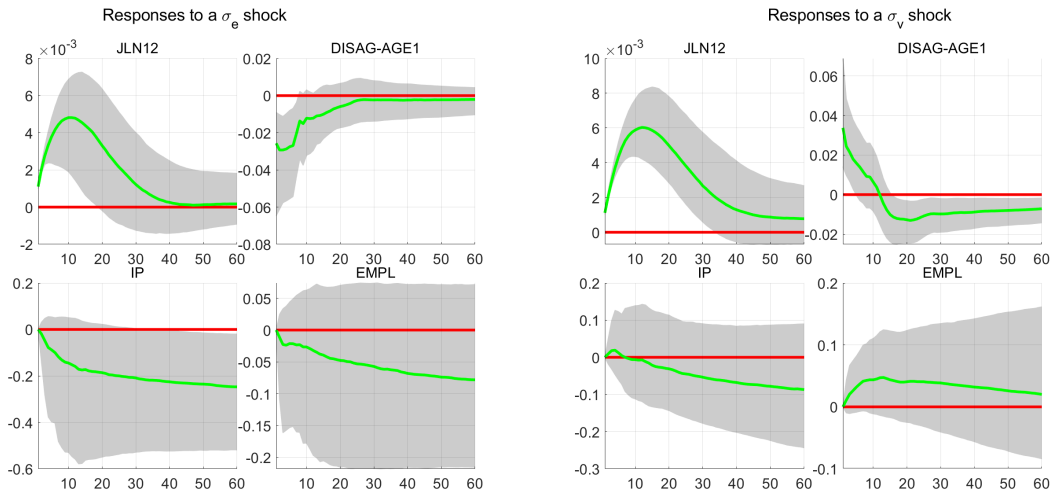 Responses to a σe shock
JLN12
×10-3
8
6
4
2
0
-2
10 20 30 40 50 60
DISAG-AGE1
0.02
0
-0.02
-0.04
-0.06
-0.08
10 20 30 40 50 60
IP
0.2
0
-0.2
-0.4
-0.6
10 20 30 40 50 60
EMPL
0.05
0
-0.05
-0.1
-0.15
-0.2
10 20 30 40 50 60
Responses to a σv shock
JLN12
×10-3
10
8
6
4
2
0
10 20 30 40 50 60
DISAG-AGE1
0.06
0.04
0.02
0
-0.02
10 20 30 40 50 60
IP
0.2
0.1
0
-0.1
-0.2
-0.3
10 20 30 40 50 60
EMPL
0.2
0.1
0
-0.1
10 20 30 40 50 60